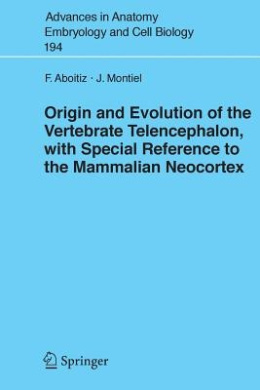 Advances in Anatomy
Embryology and Cell Biology
194
F. Aboitiz · J. Montiel
Origin and Evolution of the
Vertebrate Telencephalon,
with Special Reference to
the Mammalian Neocortex
Springer